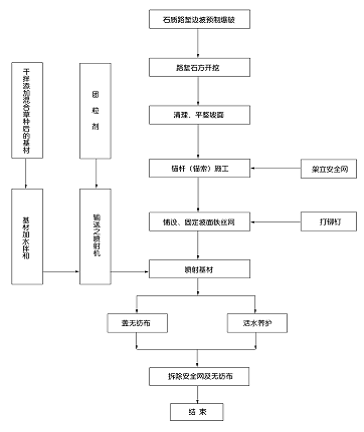 石质路堑边坡预制爆破
路堑石方开挖
清理、平整坡面
锚杆（锚索）施工
架立安全网
铺设、固定坡面铁丝网
打铆钉
喷射基材
盖无纺布
洒水养护
拆除安全网及无纺布
结 束
干拌添加混合草种后的基材
团粒剂
基材加水拌和
输送之喷射机